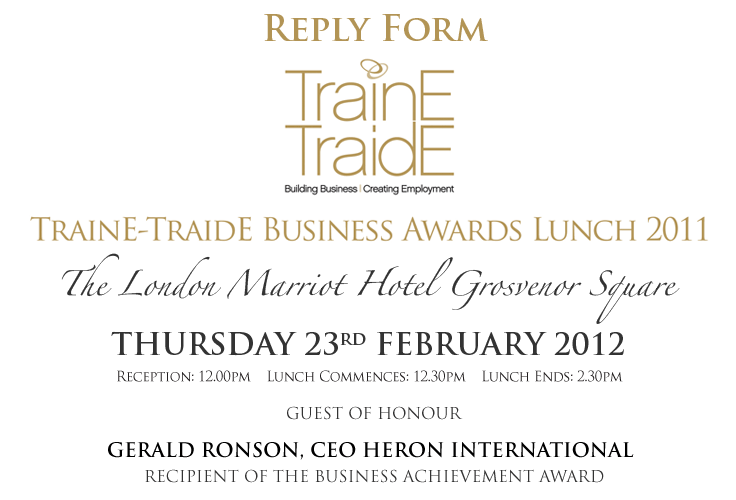 Reply Form
TrainE
TraidE
Building Business | Creating Employment
TrainE-TraidE Business Awards Lunch 2011
The London Marriot Hotel Grosvenor Square
THURSDAY 23RD FEBRUARY 2012
Reception: 12.00pm Lunch Commences: 12.30pm Lunch Ends: 2.30pm
GUEST OF HONOUR
GERALD RONSON, CEO HERON INTERNATIONAL
RECIPIENT OF THE BUSINESS ACHIEVEMENT AWARD